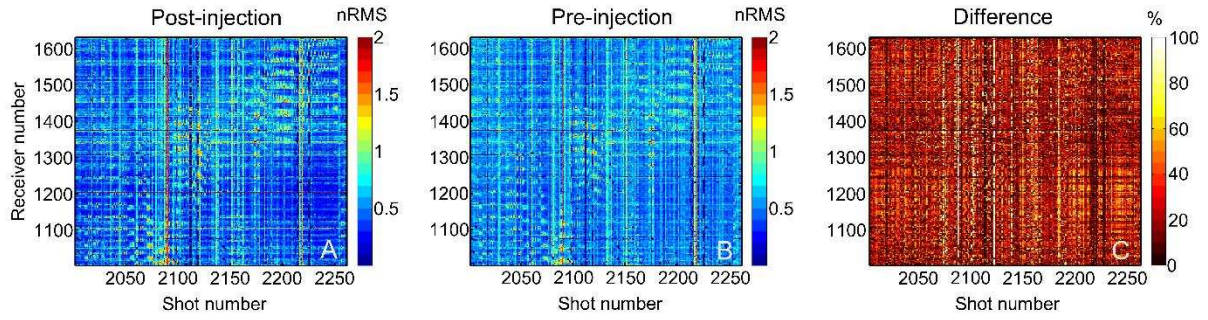 Post-injection nRMS
Pre-injection nRMS
Difference %
Receiver number
1600
1500
1400
1300
1200
1100
2050 2100 2150 2200 2250
Shot number
A
2
1.5
1
0.5
1600
1500
1400
1300
1200
1100
2050 2100 2150 2200 2250
Shot number
B
2
1.5
1
0.5
1600
1500
1400
1300
1200
1100
2050 2100 2150 2200 2250
Shot number
C
100
80
60
40
20
0